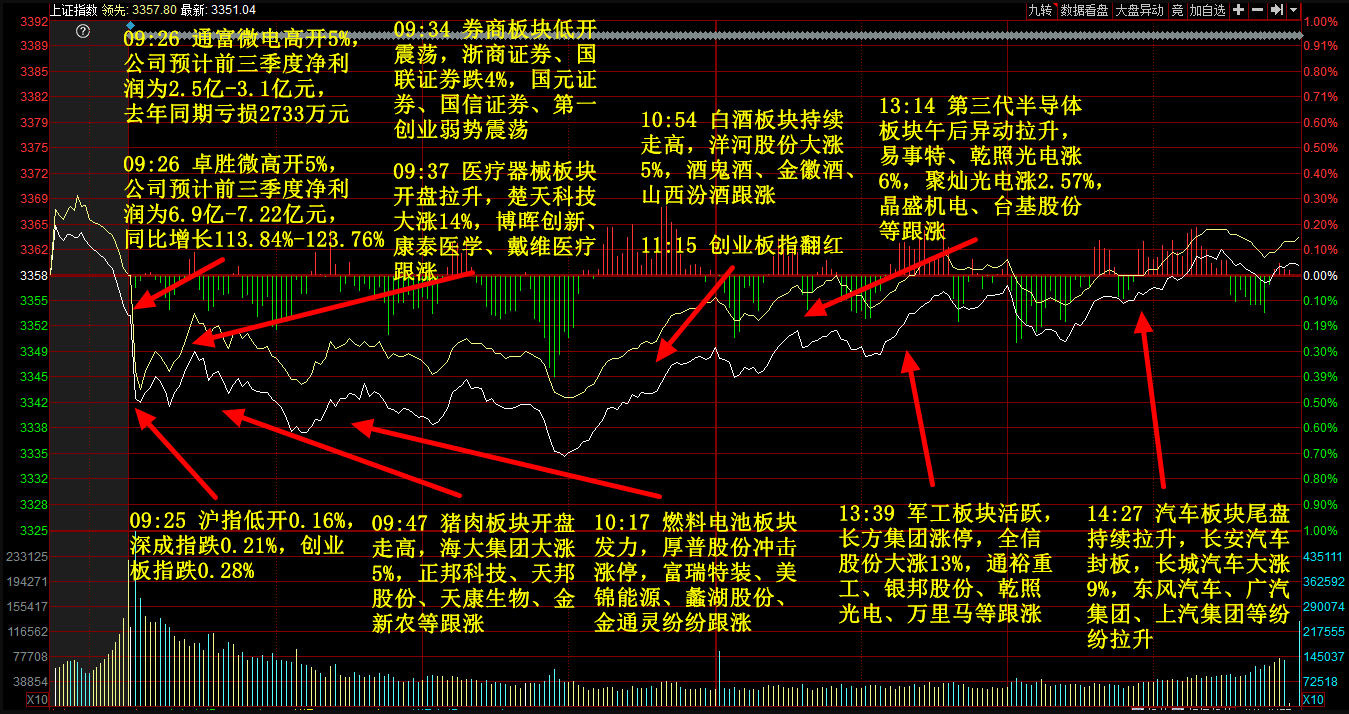 上证指数 领先: 3357.80 最新: 3351.04
九转 数据看盘 大盘异动 竞 加自选
3392
3389
3385
3382
3379
3375
3372
3369
3365
3362
3358
3355
3352
3349
3345
3342
3338
3335
3332
3328
3325
233125
194271
155417
116562
77708
38854
X10
09:26 通富微电高开5%,
公司预计前三季度净利
润为2.5亿-3.1亿元,
去年同期亏损2733万元
09:26 卓胜微高开5%,
公司预计前三季度净利
润为6.9亿-7.22亿元,
同比增长113.84%-123.76%
09:34 券商板块低开
震荡，浙商证券、国
联证券跌4%，国元证
券、国信证券、第一
创业弱势震荡
09:37 医疗器械板块
开盘拉升，楚天科技
大涨14%，博晖创新、
康泰医学、戴维医疗
跟涨
10:54 白酒板块持续
走高，洋河股份大涨
5%，酒鬼酒、金徽酒、
山西汾酒跟涨
11:15 创业板指翻红
13:14 第三代半导体
板块午后异动拉升，
易事特、乾照光电涨
6%，聚灿光电涨2.57%，
晶盛机电、台基股份
等跟涨
09:25 沪指低开0.16%，
深成指跌0.21%，创业
板指跌0.28%
09:47 猪肉板块开盘
走高，海大集团大涨
5%，正邦科技、天邦
股份、天康生物、金
新农等跟涨
10:17 燃料电池板块
发力，厚普股份冲击
涨停，富瑞特装、美
锦能源、蠡湖股份、
金通灵纷纷跟涨
13:39 军工板块活跃，
长方集团涨停，全信
股份大涨13%，通裕重
工、银邦股份、乾照
光电、万里马等跟涨
14:27 汽车板块尾盘
持续拉升，长安汽车
封板，长城汽车大涨
9%，东风汽车、广汽
集团、上汽集团等纷
纷拉升
1.00%
0.91%
0.80%
0.71%
0.60%
0.50%
0.40%
0.30%
0.20%
0.10%
0.00%
0.10%
0.19%
0.30%
0.39%
0.50%
0.60%
0.70%
0.80%
0.90%
1.00%
435111
362592
290074
217555
145037
72518
X10